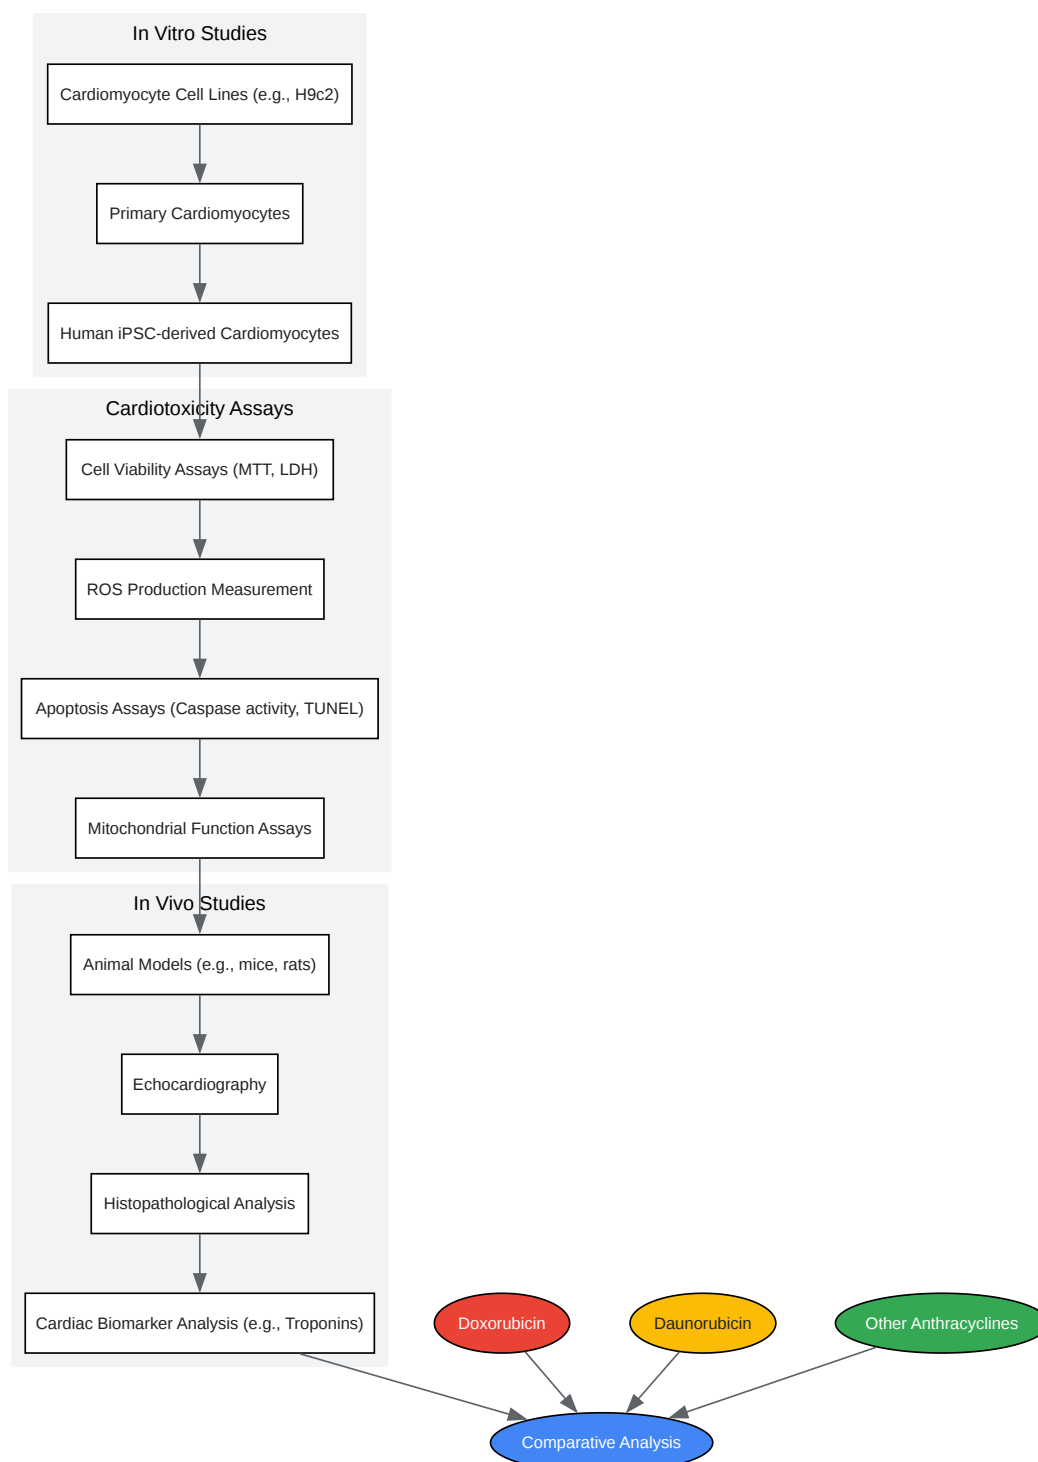 In Vitro Studies
Cardiomyocyte Cell Lines (e.g., H9c2)
Primary Cardiomyocytes
Human iPSC-derived Cardiomyocytes
Cardiotoxicity Assays
Cell Viability Assays (MTT, LDH)
ROS Production Measurement
Apoptosis Assays (Caspase activity, TUNEL)
Mitochondrial Function Assays
In Vivo Studies
Animal Models (e.g., mice, rats)
Echocardiography
Histopathological Analysis
Cardiac Biomarker Analysis (e.g., Troponins)
Doxorubicin
Daunorubicin
Other Anthracyclines
Comparative Analysis